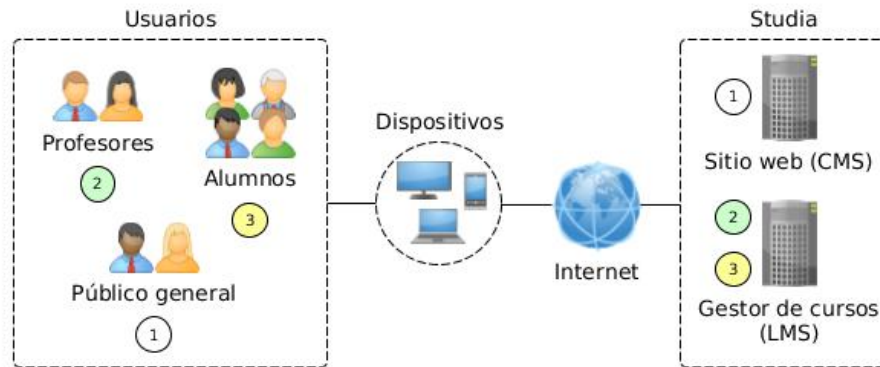 Usuarios
Profesores
2
Alumnos
3
Público general
1
Dispositivos
Internet
Studia
1
Sitio web (CMS)
2
3
Gestor de cursos
(LMS)